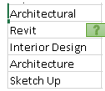 Architectural
Revit ?
Interior Design
Architecture
Sketch Up